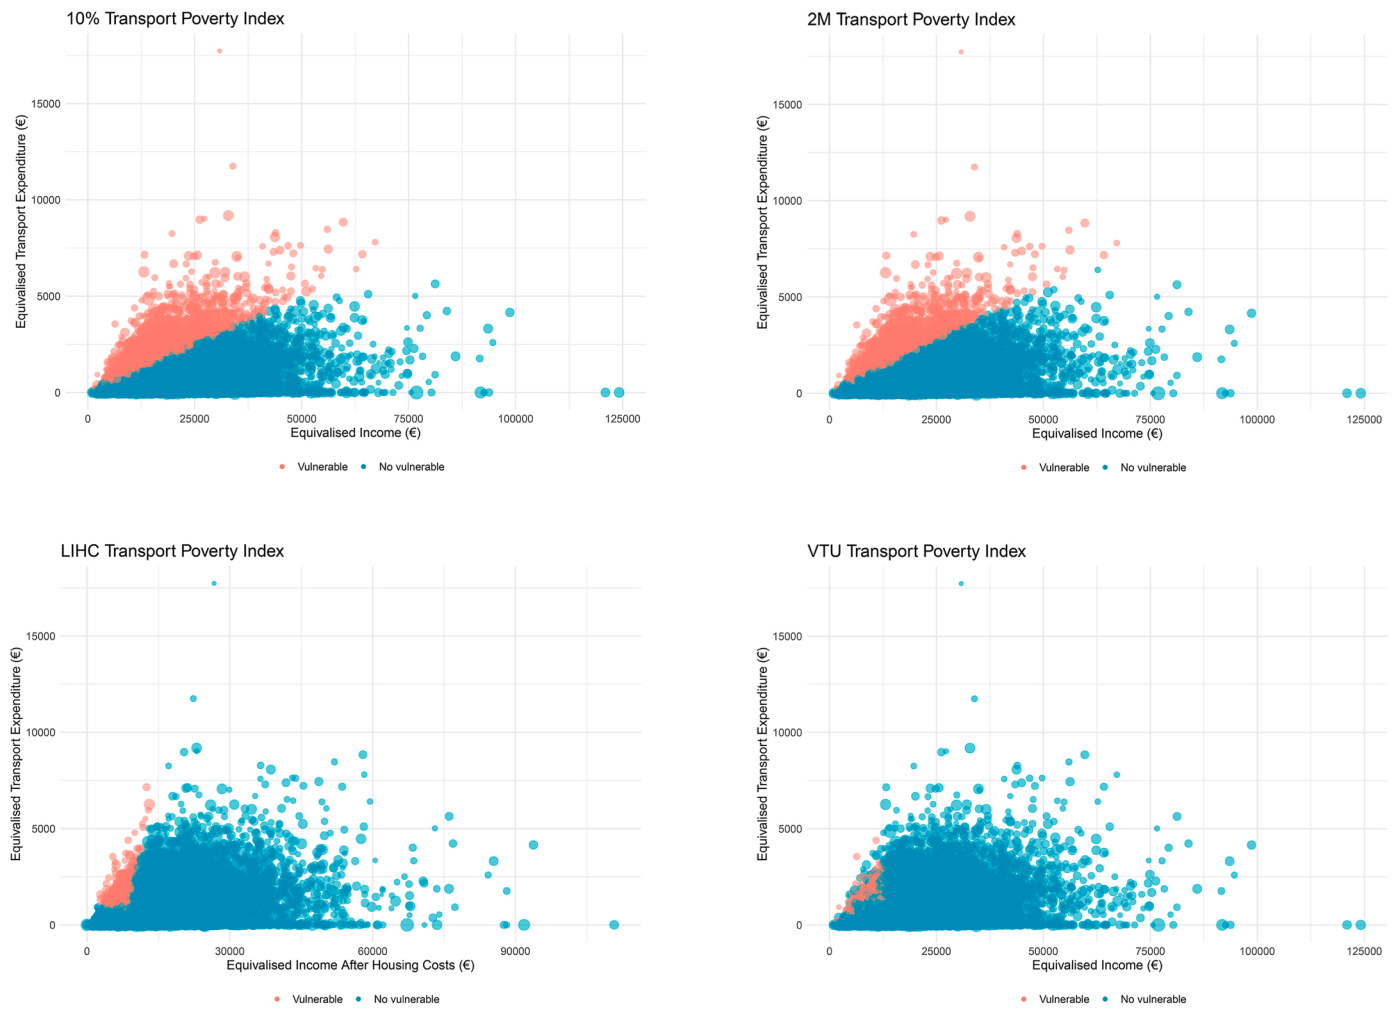 10% Transport Poverty Index
Equivalised Transport Expenditure (€)
15000
10000
5000
0
0 25000 50000 75000 100000 125000
Equivalised Income (€)
Vulnerable No vulnerable
2M Transport Poverty Index
Equivalised Transport Expenditure (€)
15000
10000
5000
0
0 25000 50000 75000 100000 125000
Equivalised Income (€)
Vulnerable No vulnerable
LIHC Transport Poverty Index
Equivalised Transport Expenditure (€)
15000
10000
5000
0
0 30000 60000 90000
Equivalised Income After Housing Costs (€)
Vulnerable No vulnerable
VTU Transport Poverty Index
Equivalised Transport Expenditure (€)
15000
10000
5000
0
0 25000 50000 75000 100000 125000
Equivalised Income (€)
Vulnerable No vulnerable